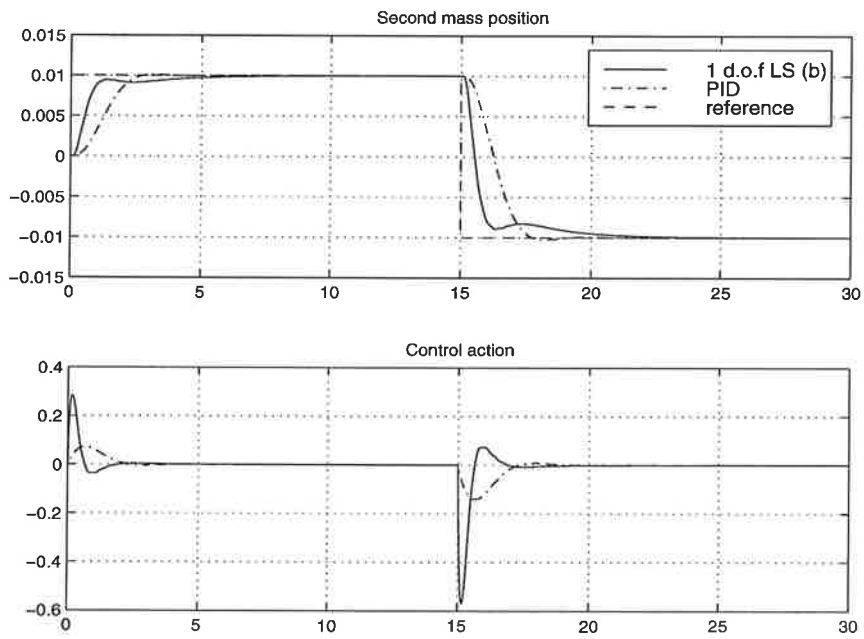 Second mass position
0.015
0.01
0.005
0
−0.005
−0.01
−0.015
0 5 10 15 20 25 30
1 d.o.f LS (b)
PID
reference
Control action
0.4
0.2
0
−0.2
−0.4
−0.6
0 5 10 15 20 25 30